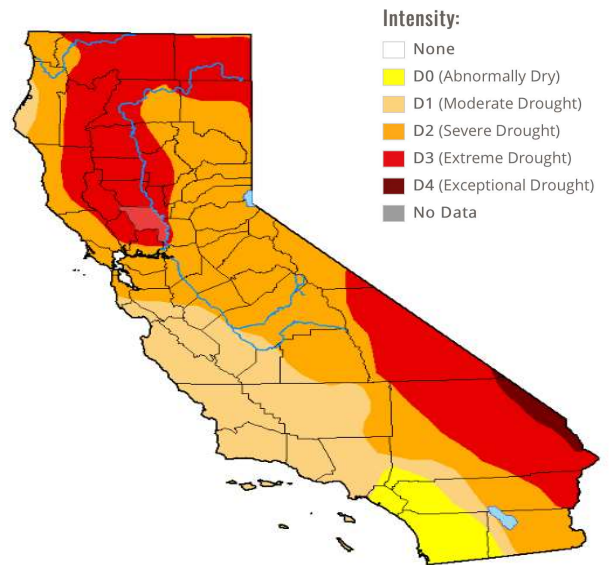 Intensity:
None
D0 (Abnormally Dry)
D1 (Moderate Drought)
D2 (Severe Drought)
D3 (Extreme Drought)
D4 (Exceptional Drought)
No Data